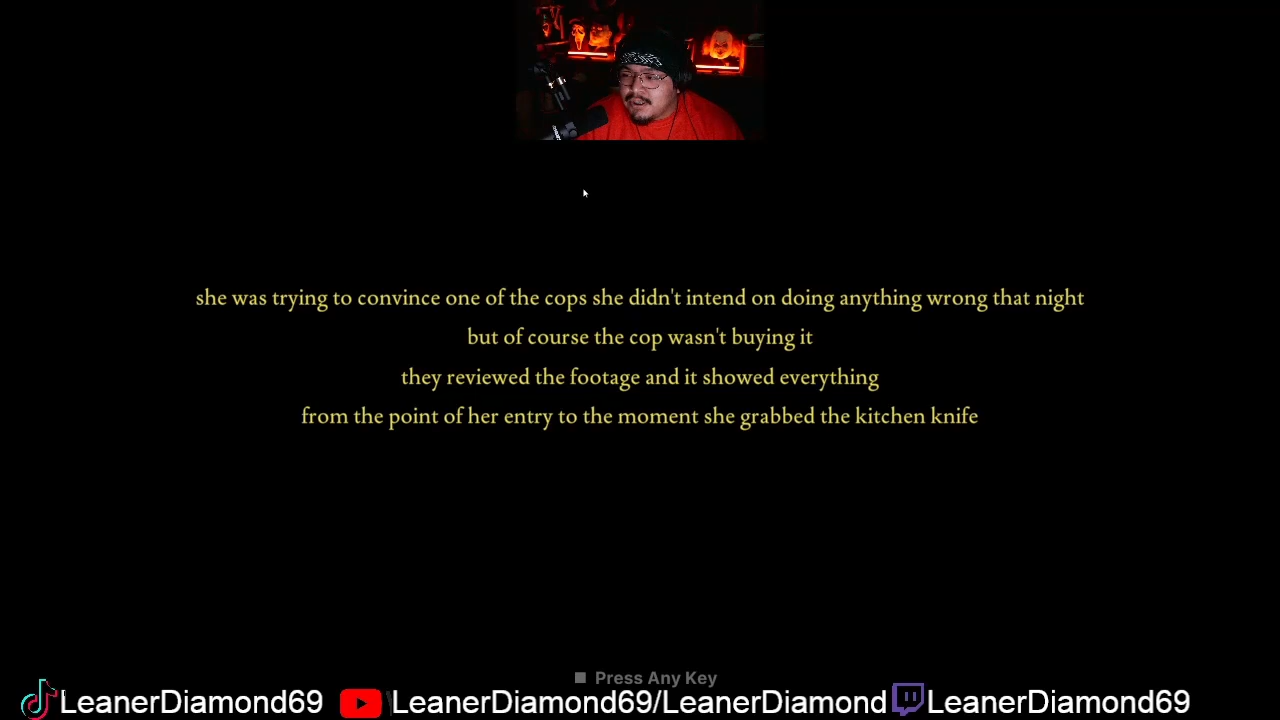 she was trying to convince one of the cops she didn't intend on doing anything wrong that night
but of course the cop wasn't buying it
they reviewed the footage and it showed everything
from the point of her entry to the moment she grabbed the kitchen knife
Press Any Key
LeanerDiamond69 \LeanerDiamond69/LeanerDiamond LeanerDiamond69